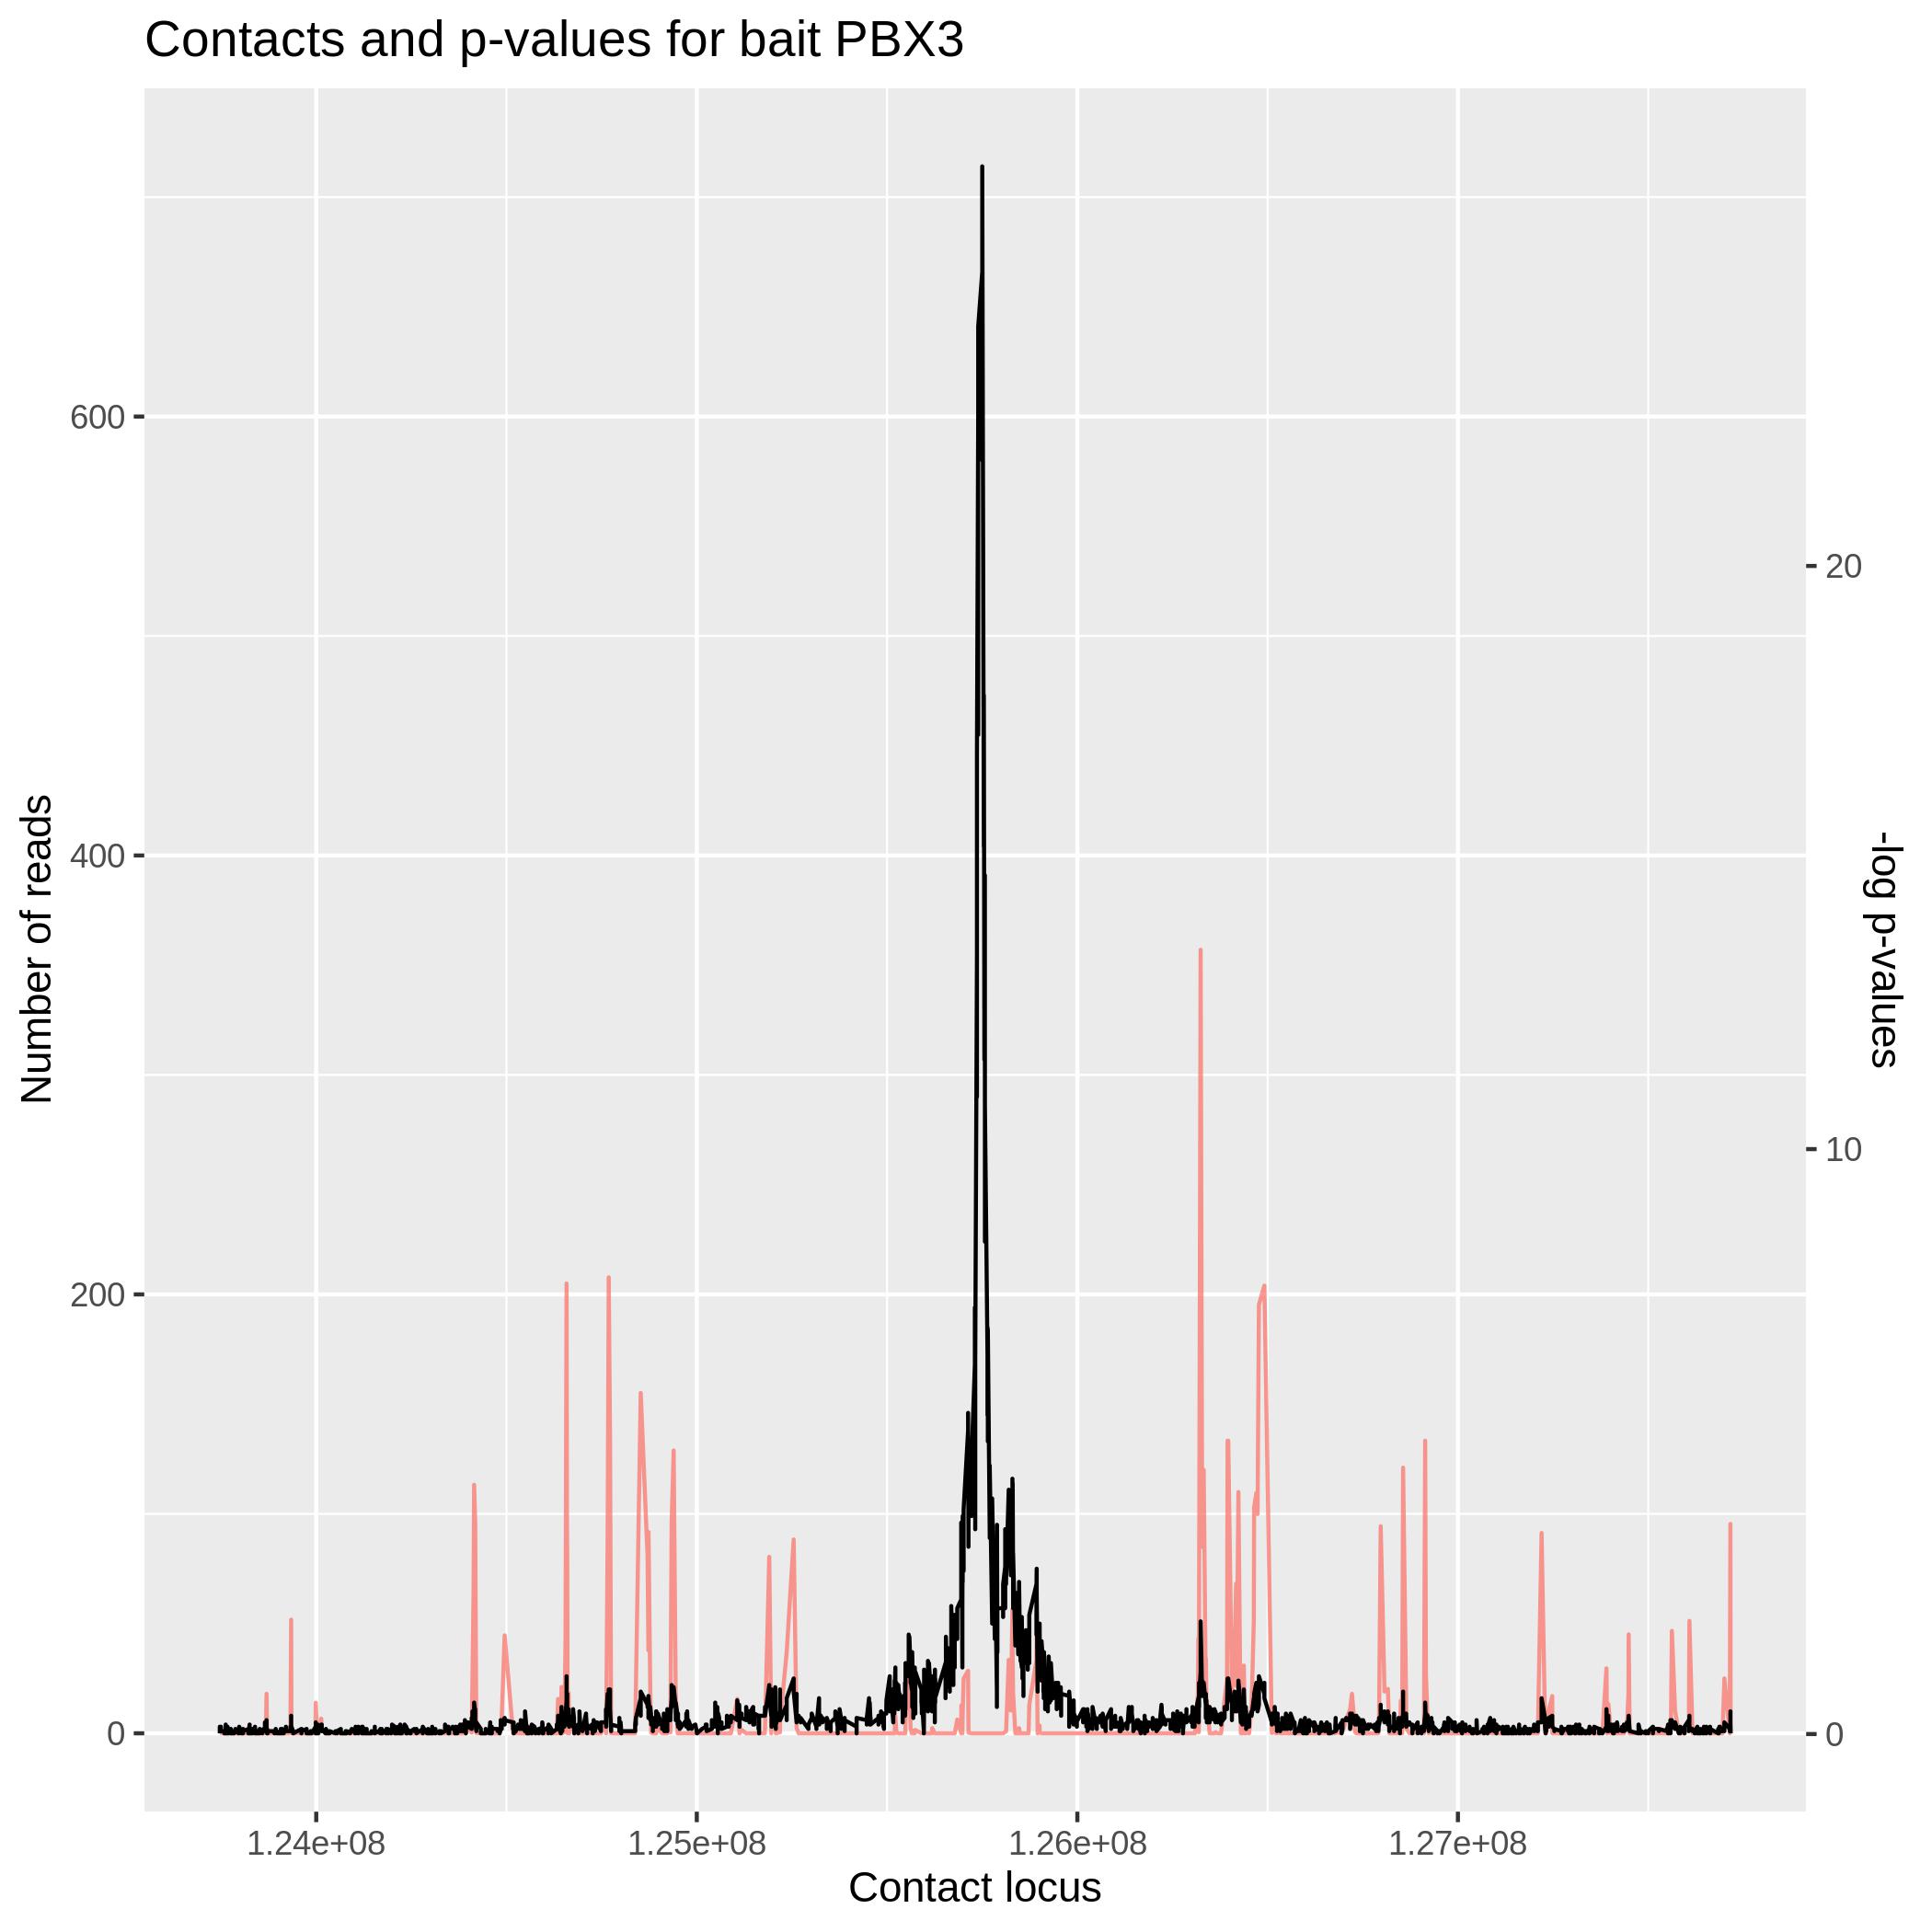 Contacts and p-values for bait PBX3
Number of reads
600
400
200
0
20
10
0
-log p-values
1.24e+08
1.25e+08
1.26e+08
1.27e+08
Contact locus